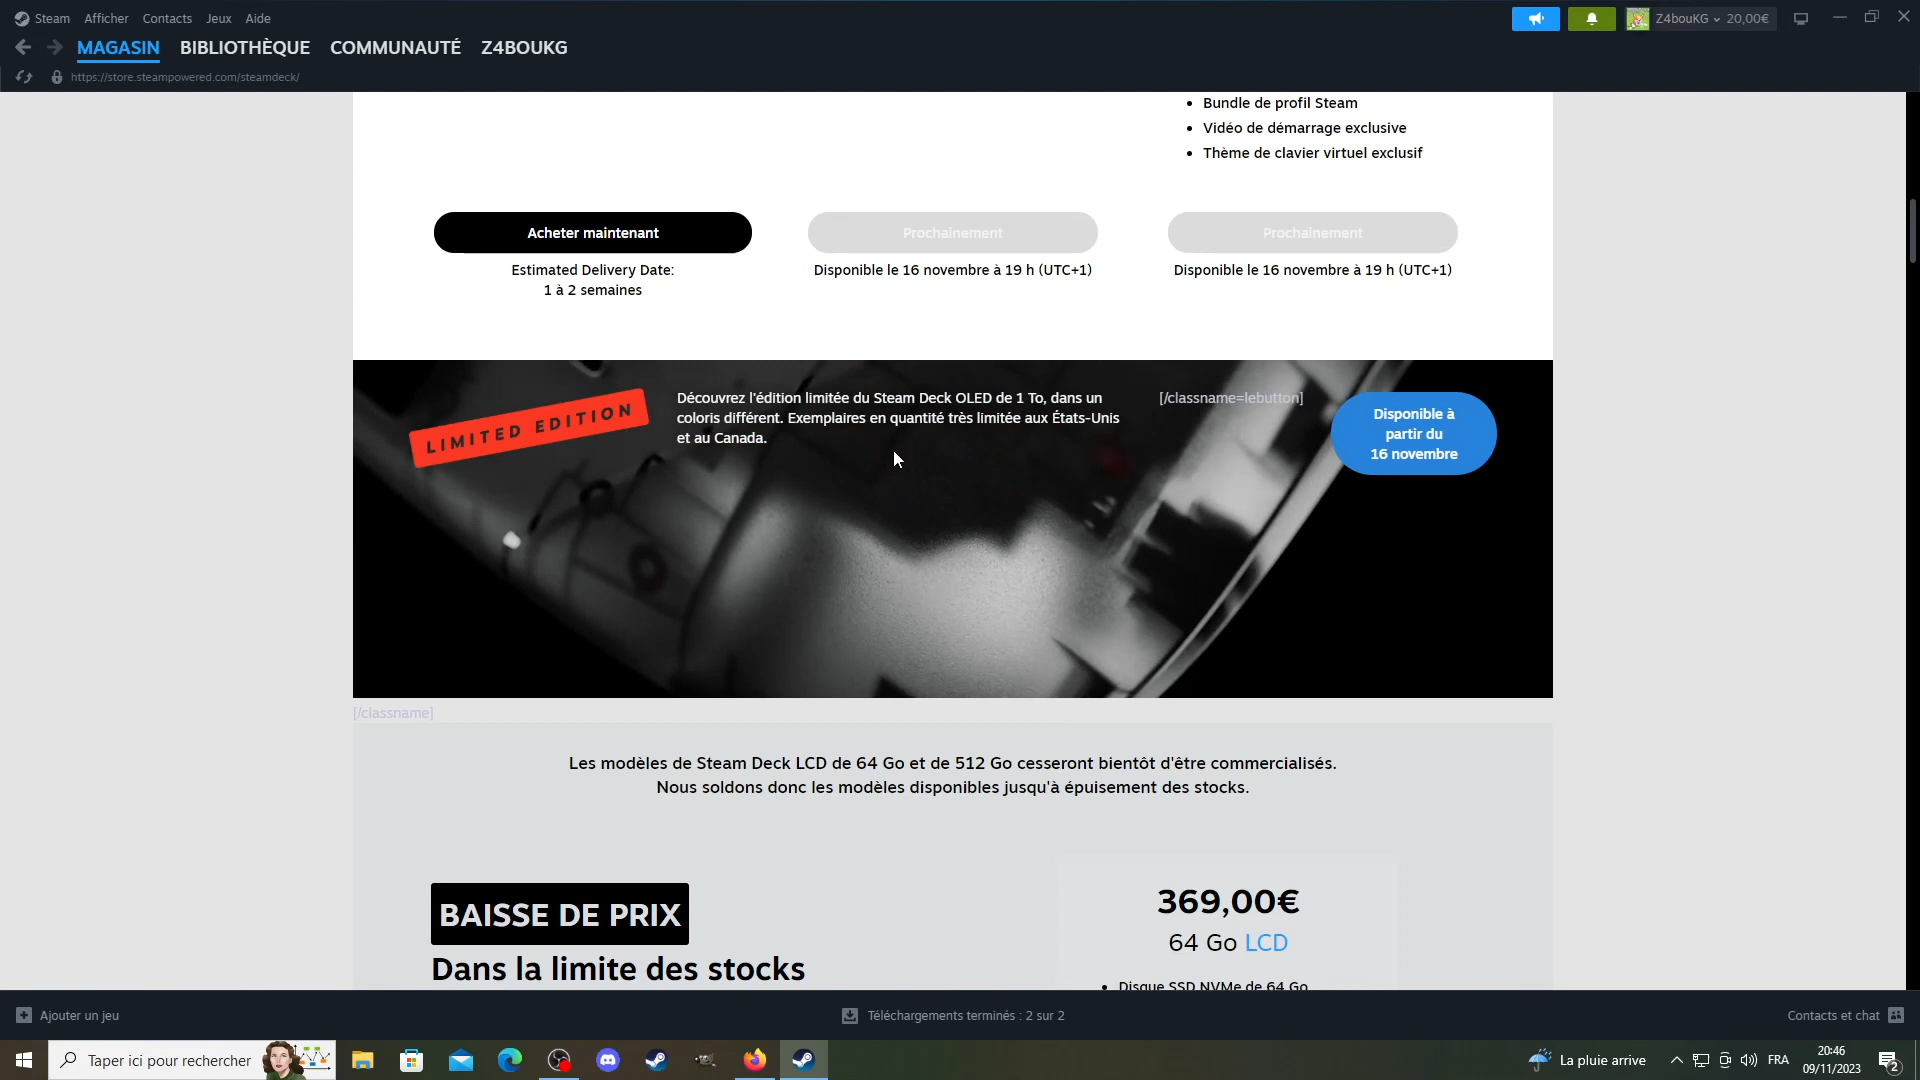 Steam Afficher Contacts Jeux Aide
Z4bouKG 20,00€
MAGASIN BIBLIOTHÈQUE COMMUNAUTÉ Z4BOUKG
https://store.steampowered.com/steamdeck/
• Bundle de profil Steam
• Vidéo de démarrage exclusive
• Thème de clavier virtuel exclusif
Acheter maintenant
Estimated Delivery Date:
1 à 2 semaines
Prochainement
Disponible le 16 novembre à 19 h (UTC+1)
Prochainement
Disponible le 16 novembre à 19 h (UTC+1)
LIMITED EDITION
Découvrez l'édition limitée du Steam Deck OLED de 1 To, dans un
coloris différent. Exemplaires en quantité très limitée aux États-Unis
et au Canada.
[/classname=lebutton]
Disponible à
partir du
16 novembre
[/classname]
Les modèles de Steam Deck LCD de 64 Go et de 512 Go cesseront bientôt d'être commercialisés.
Nous soldons donc les modèles disponibles jusqu'à épuisement des stocks.
BAISSE DE PRIX
Dans la limite des stocks
369,00€
64 Go LCD
• Disque SSD NVMe de 64 Go
Ajouter un jeu
Téléchargements terminés : 2 sur 2
Contacts et chat
Taper ici pour rechercher
La pluie arrive
FRA
20:46
09/11/2023
2